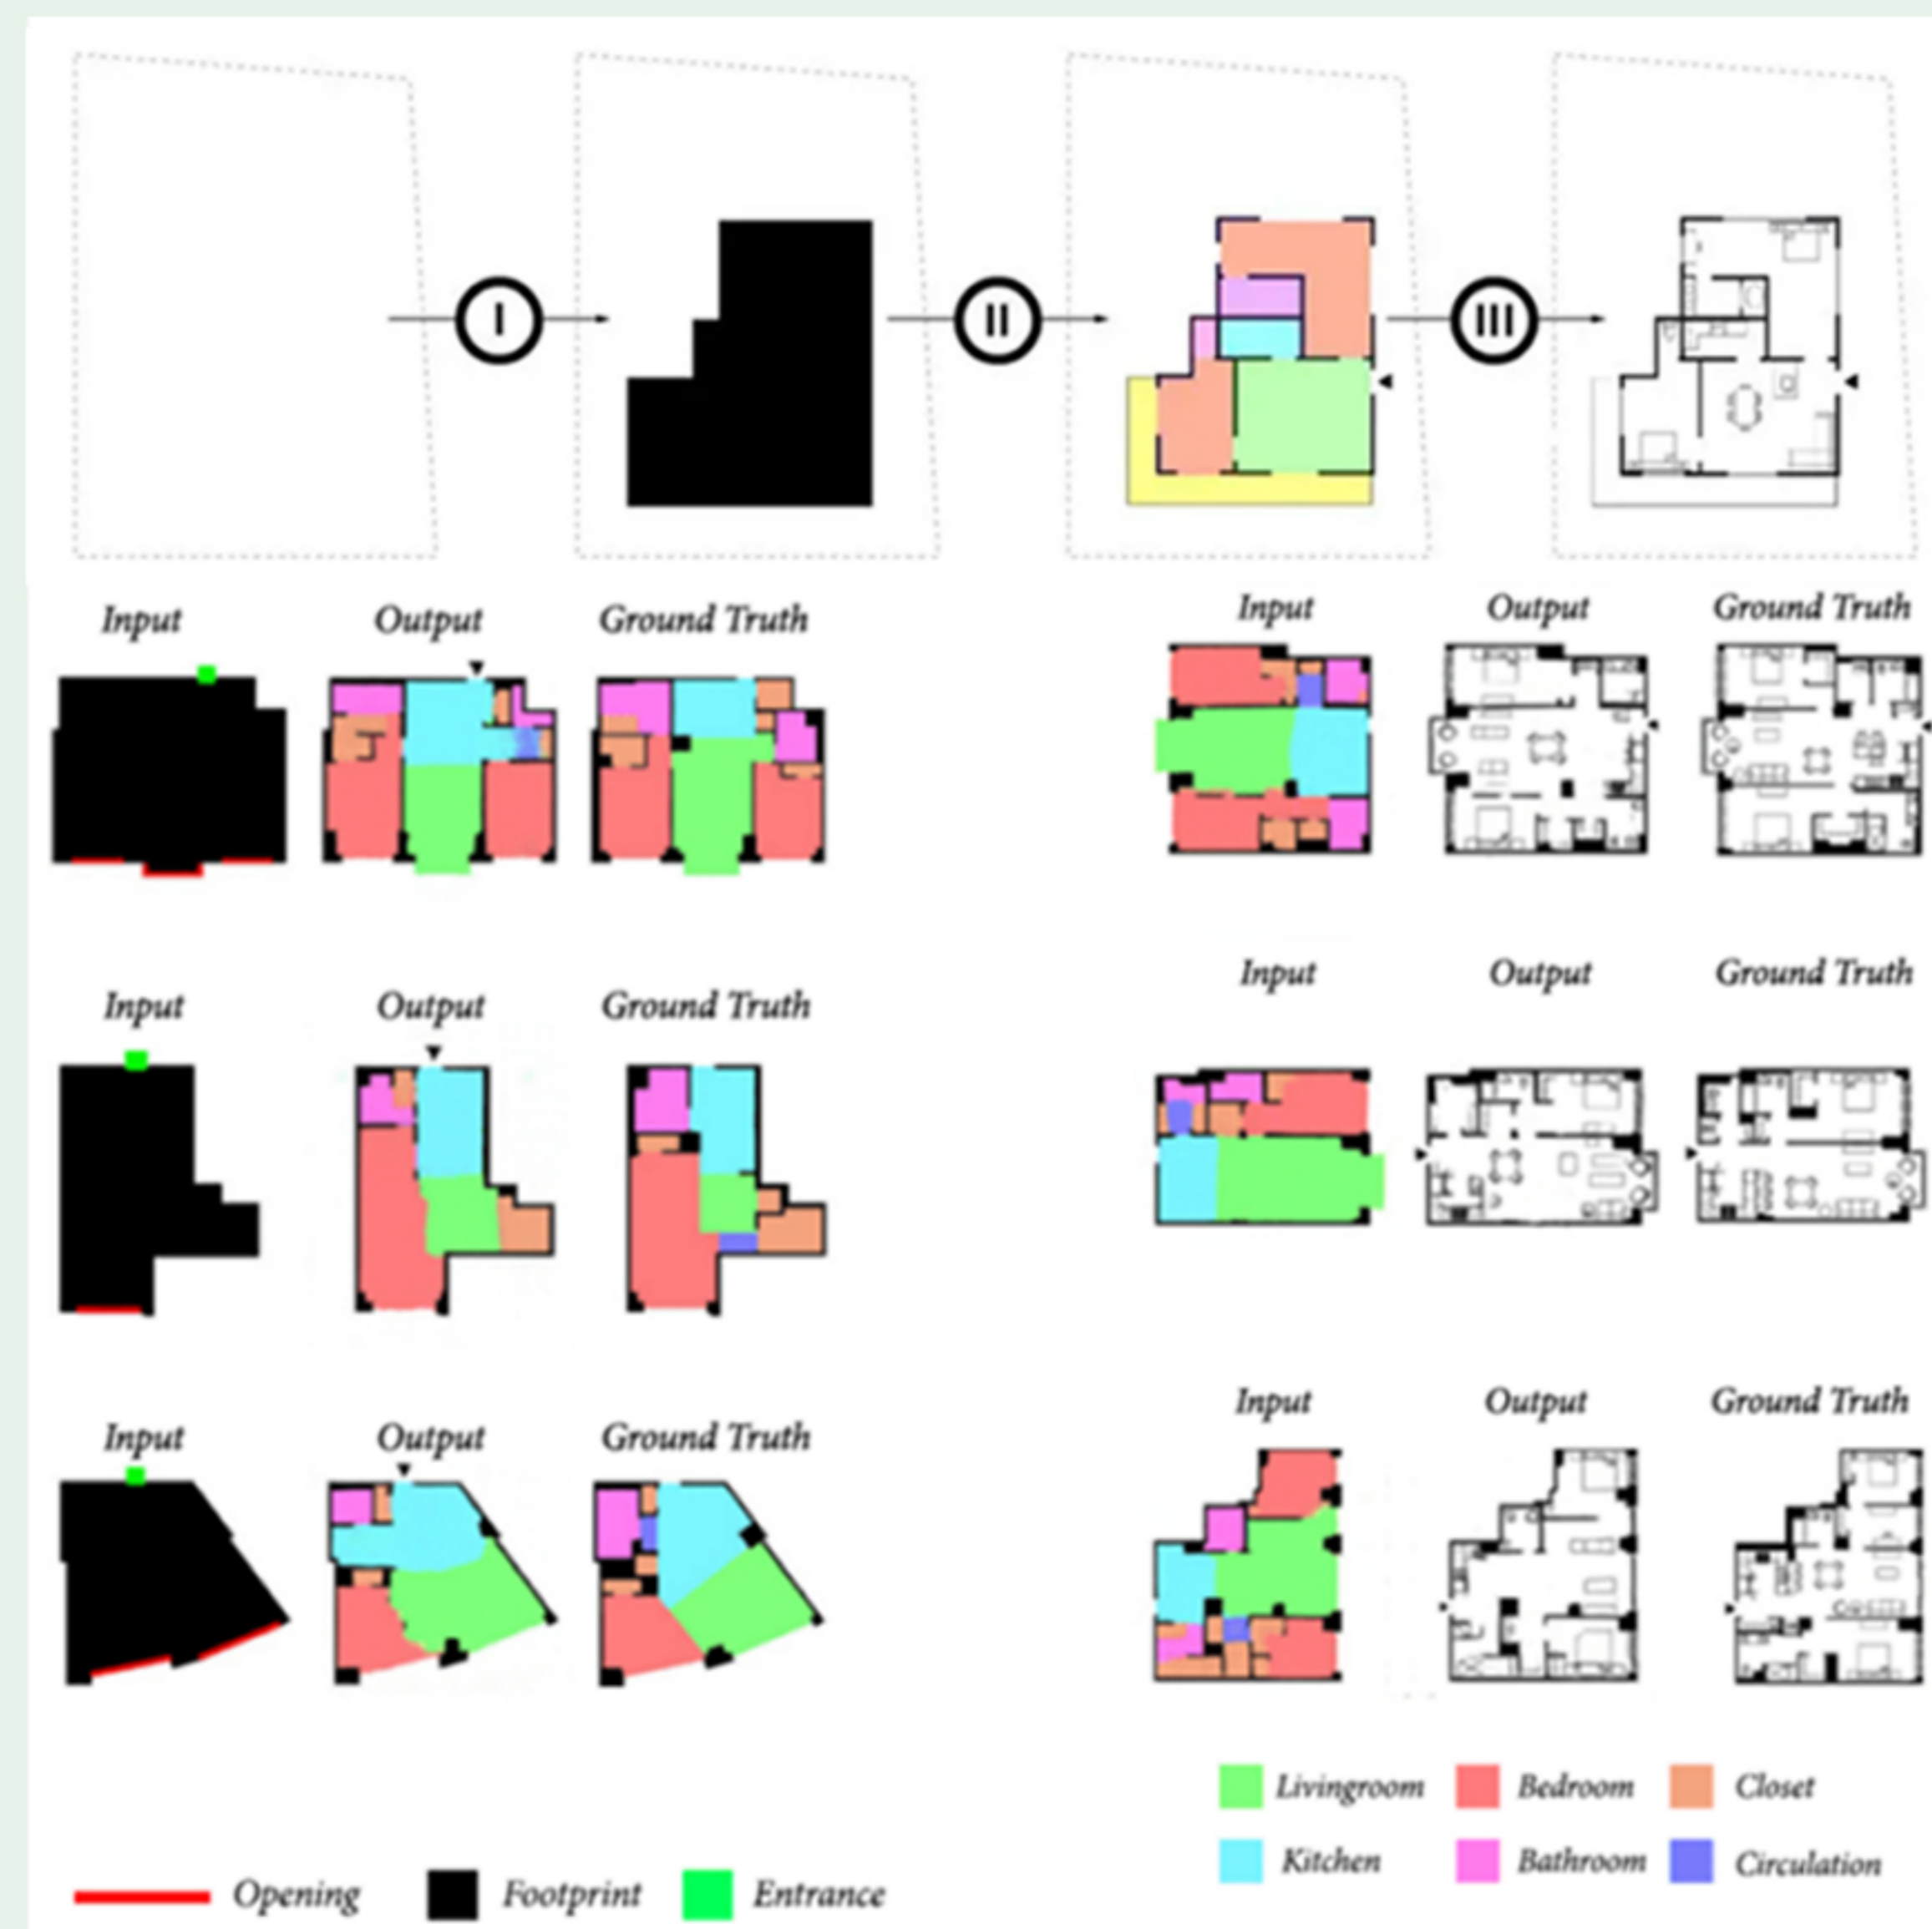 I II III
Input Output Ground Truth
Input Output Ground Truth
Input Output Ground Truth
Input Output Ground Truth
Input Output Ground Truth
Input Output Ground Truth
Livingroom Bedroom Closet
Kitchen Bathroom Circulation
Opening Footprint Entrance